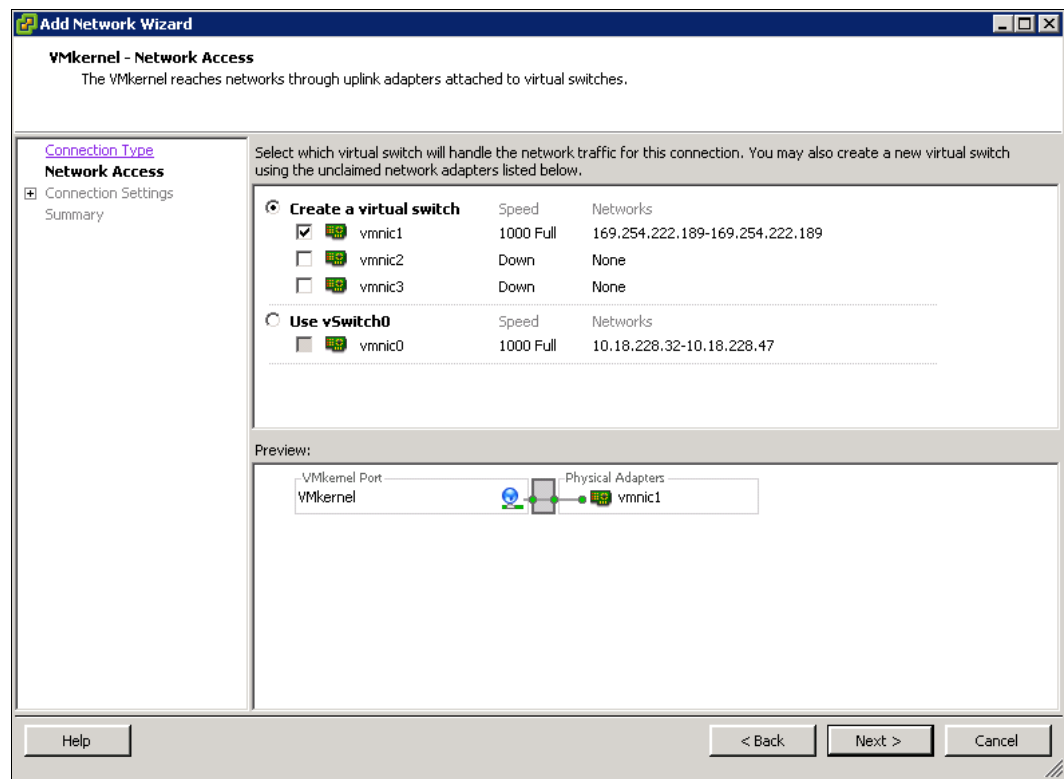 Add Network Wizard
VMkernel - Network Access
The VMkernel reaches networks through uplink adapters attached to virtual switches.
Connection Type
Network Access
Connection Settings
Summary
Select which virtual switch will handle the network traffic for this connection. You may also create a new virtual switch
using the unclaimed network adapters listed below.
Create a virtual switch Speed Networks
vmnic1 1000 Full 169.254.222.189-169.254.222.189
vmnic2 Down None
vmnic3 Down None
Use vSwitch0 Speed Networks
vmnic0 1000 Full 10.18.228.32-10.18.228.47
Preview:
VMkernel Port Physical Adapters
VMkernel vmnic1
Help < Back Next > Cancel